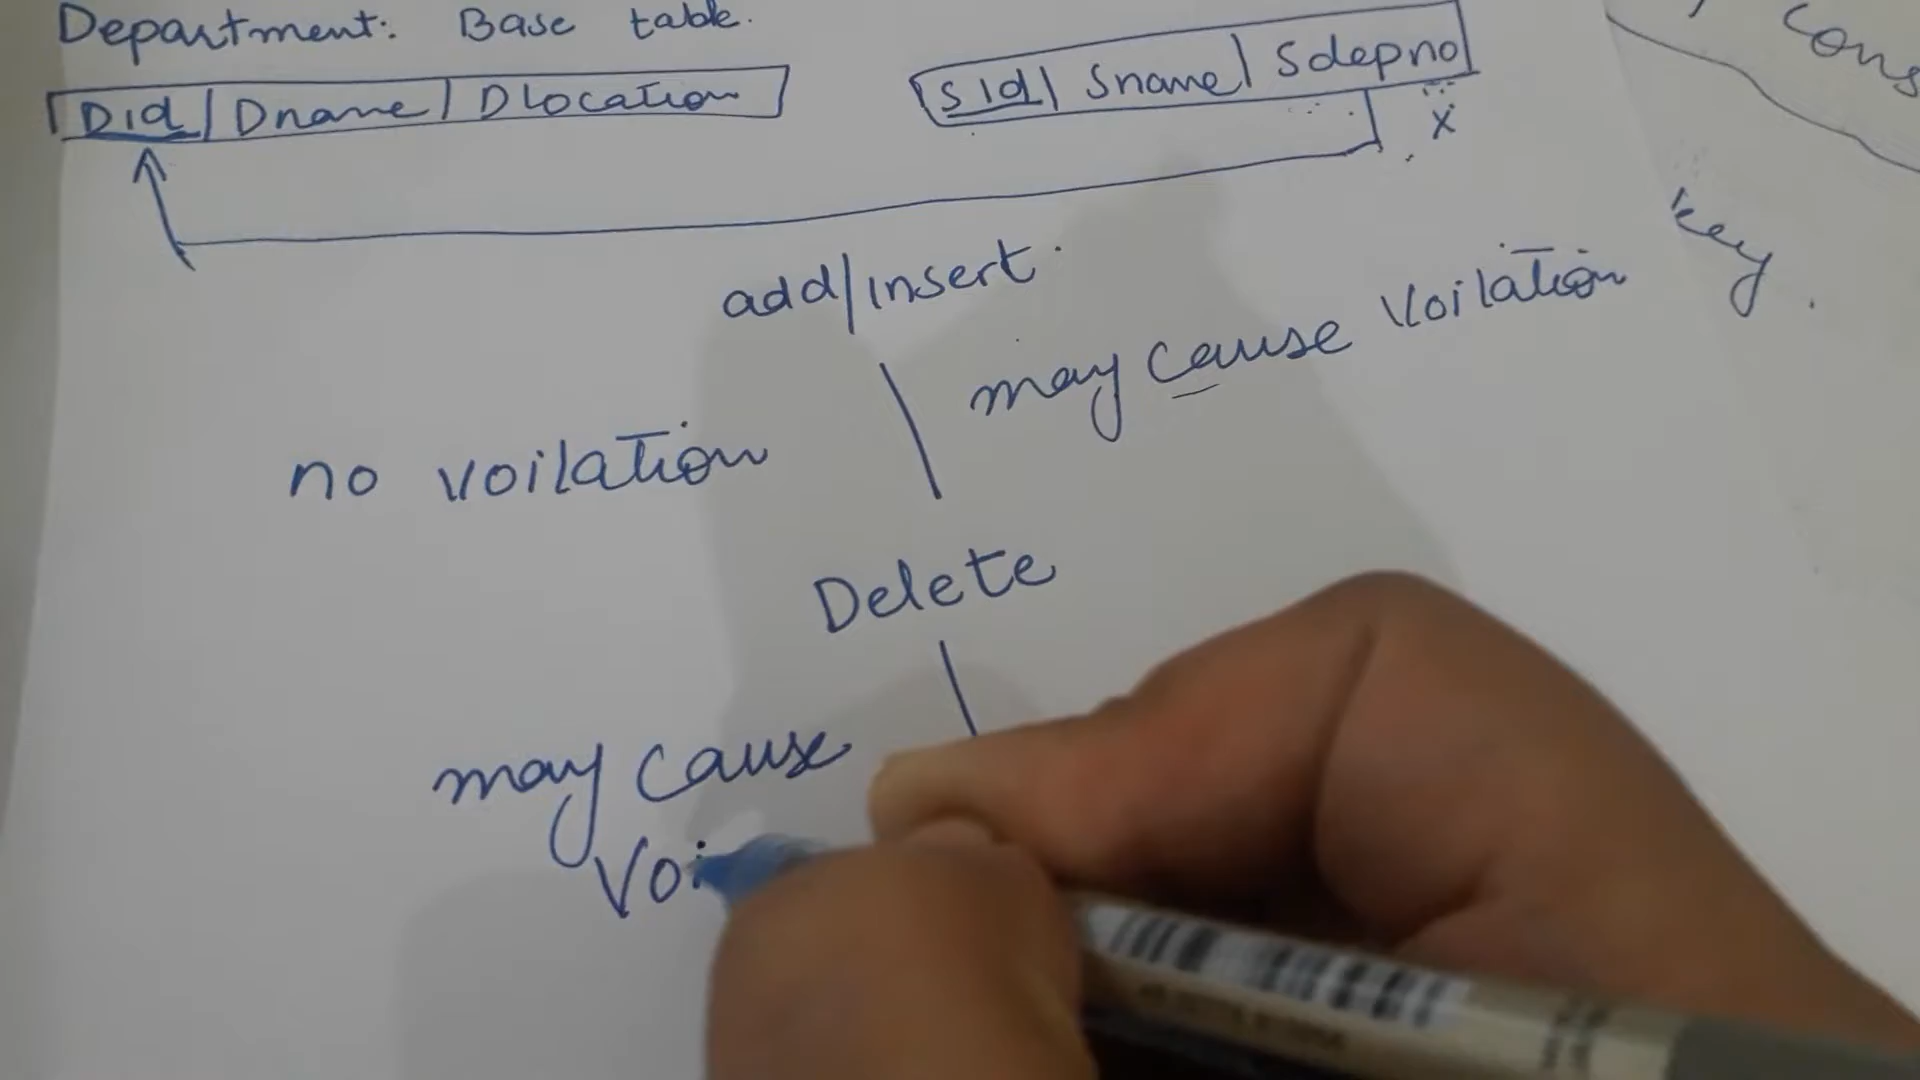 Department: Base table.
Did | Dname | Dlocation
Sid | Sname | Sdepno
x
Cons
key.
add/insert.
no voilation
may cause voilation
Delete
may cause
Voi